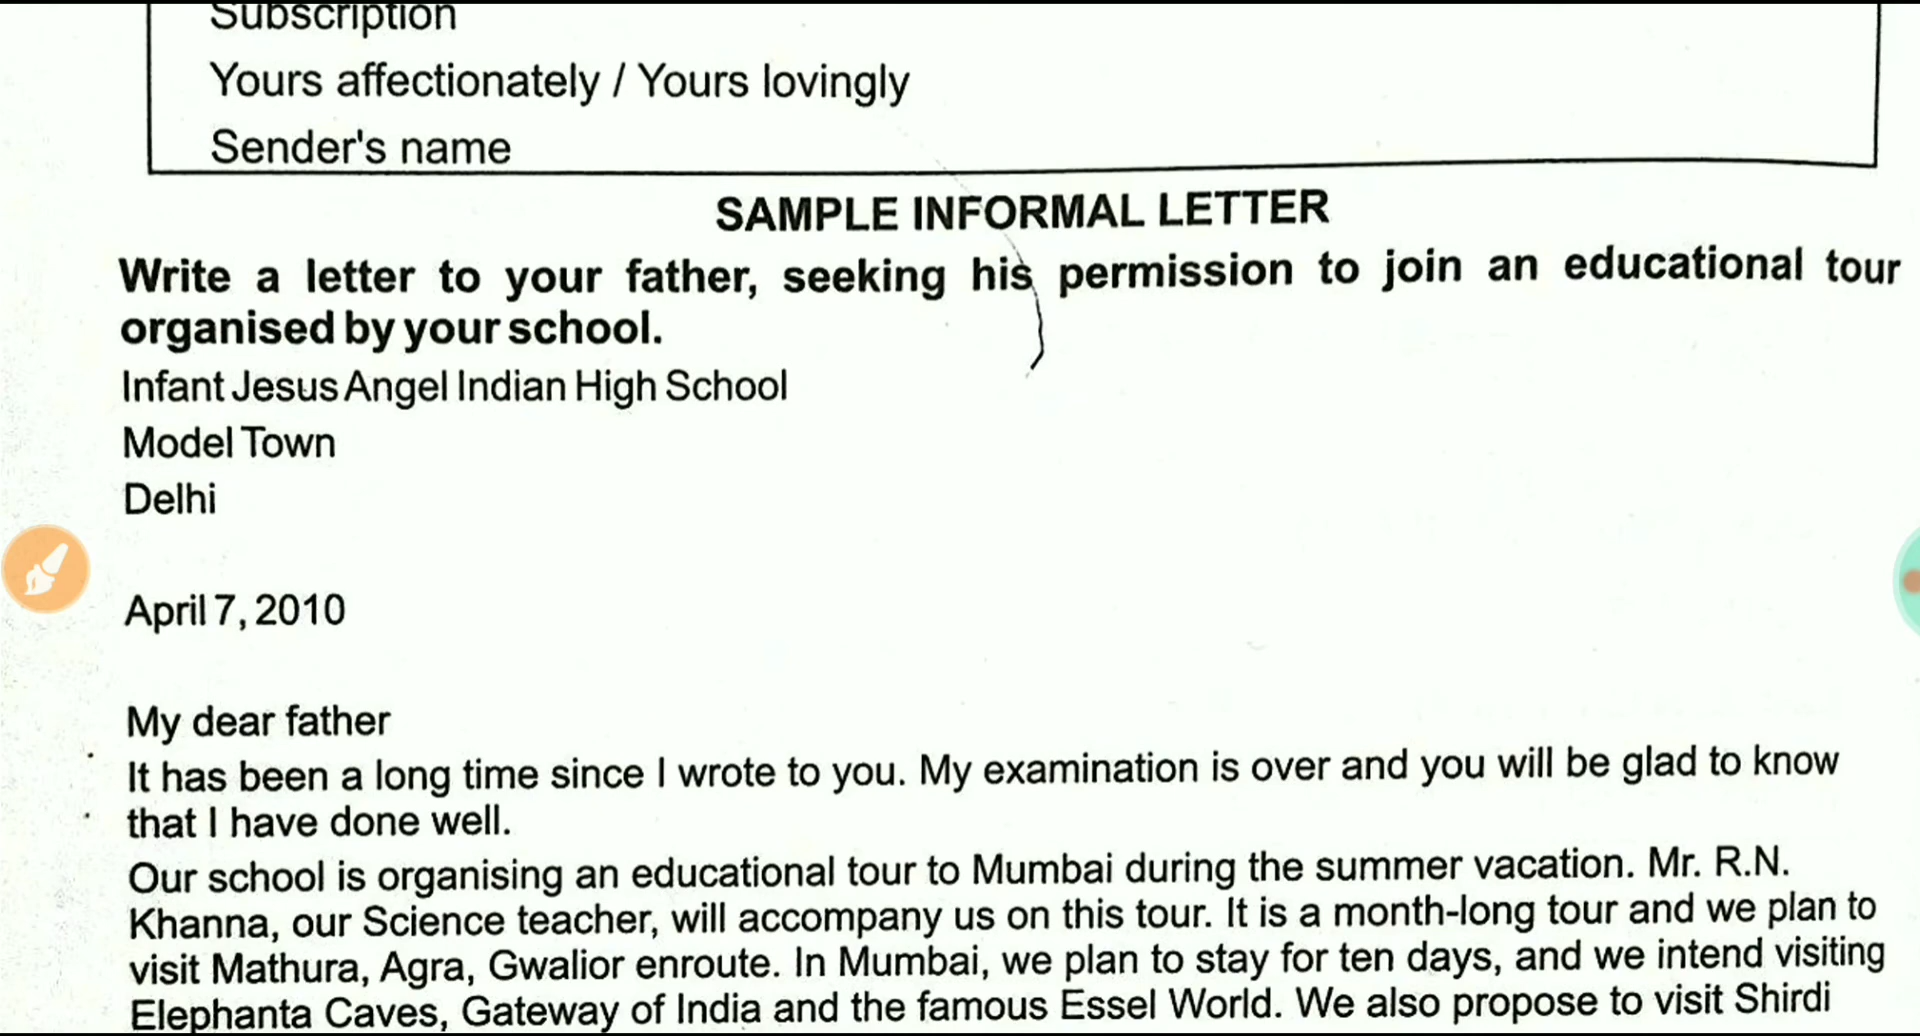 Subscription
Yours affectionately / Yours lovingly
Sender's name
SAMPLE INFORMAL LETTER
Write a letter to your father, seeking his permission to join an educational tour
organised by your school.
Infant Jesus Angel Indian High School
Model Town
Delhi
April 7, 2010
My dear father
It has been a long time since I wrote to you. My examination is over and you will be glad to know
that I have done well.
Our school is organising an educational tour to Mumbai during the summer vacation. Mr. R.N.
Khanna, our Science teacher, will accompany us on this tour. It is a month-long tour and we plan to
visit Mathura, Agra, Gwalior enroute. In Mumbai, we plan to stay for ten days, and we intend visiting
Elephanta Caves, Gateway of India and the famous Essel World. We also propose to visit Shirdi